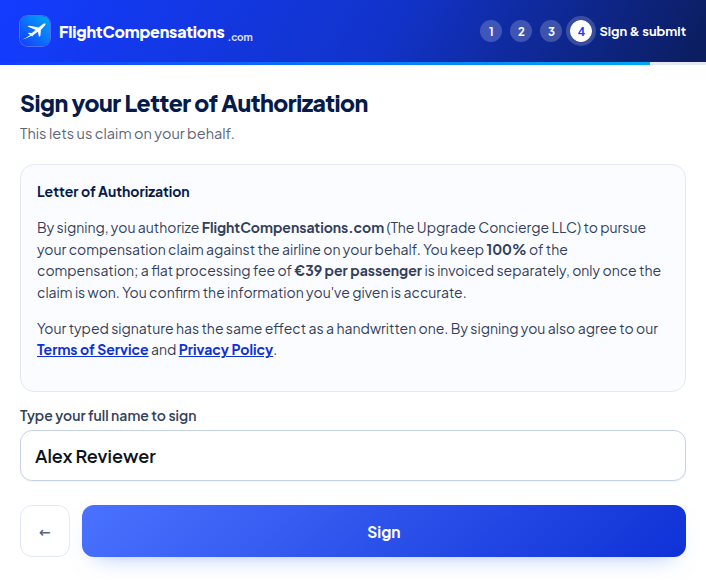 FlightCompensations .com
1 2 3 4 Sign & submit
Sign your Letter of Authorization
This lets us claim on your behalf.
Letter of Authorization
By signing, you authorize FlightCompensations.com (The Upgrade Concierge LLC) to pursue
your compensation claim against the airline on your behalf. You keep 100% of the
compensation; a flat processing fee of €39 per passenger is invoiced separately, only once the
claim is won. You confirm the information you've given is accurate.
Your typed signature has the same effect as a handwritten one. By signing you also agree to our
Terms of Service and Privacy Policy.
Type your full name to sign
Alex Reviewer
← Sign